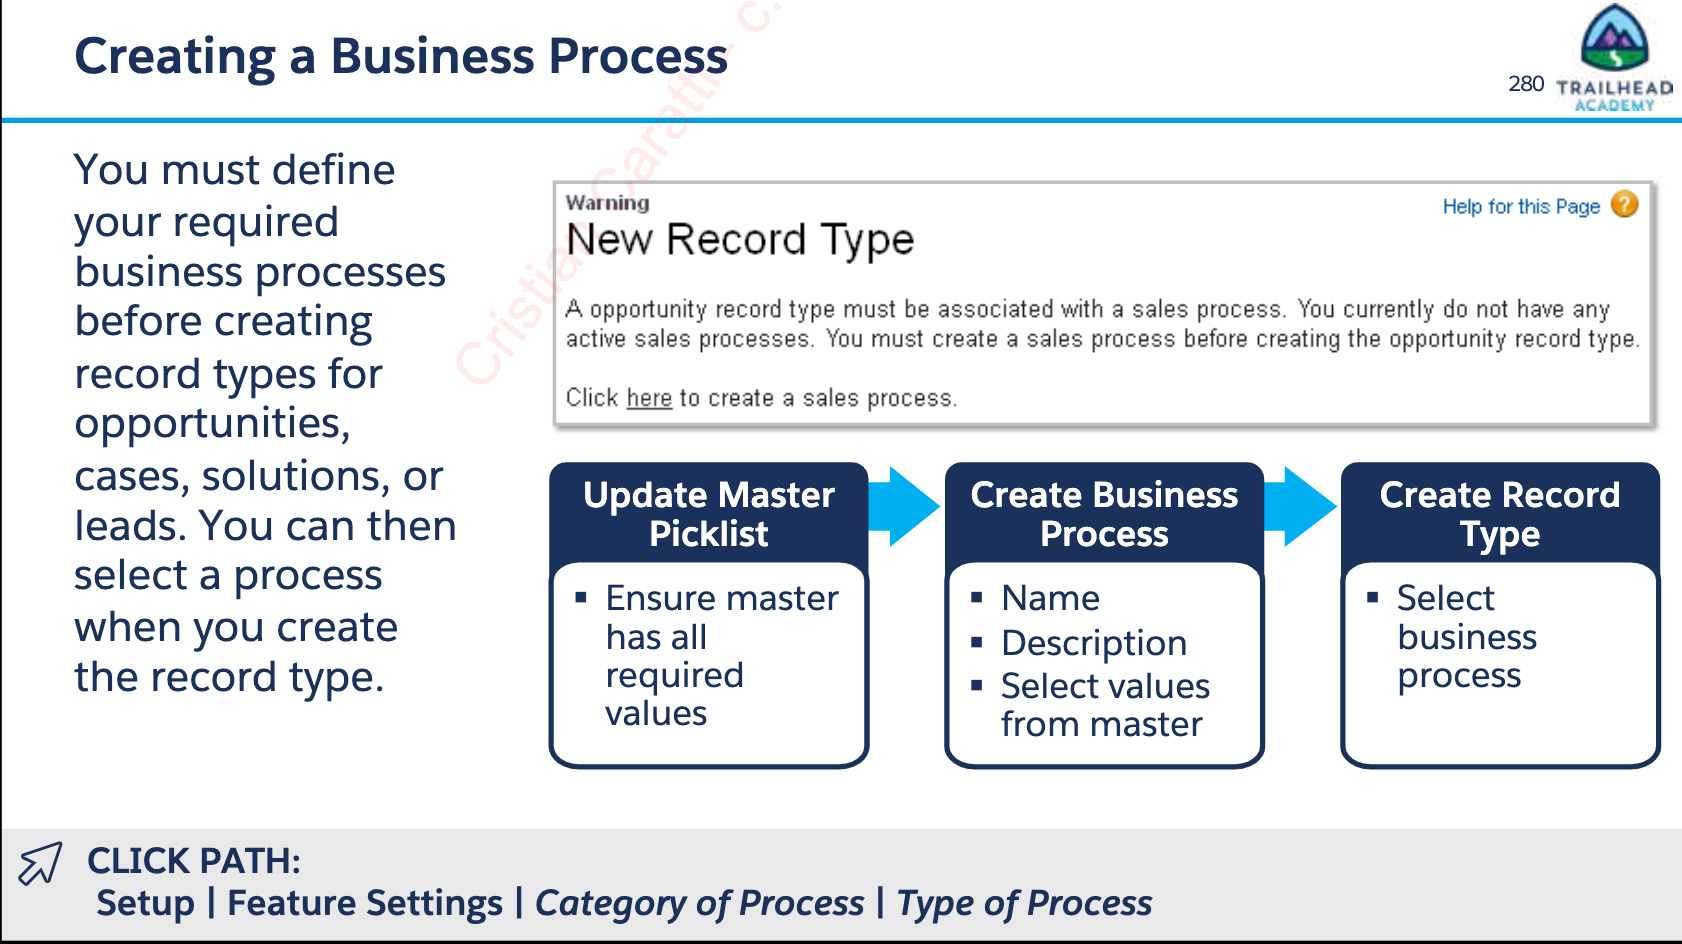 Creating a Business Process
280
TRAILHEAD
ACADEMY
Cristian Caratti - c.
You must define
your required
business processes
before creating
record types for
opportunities,
cases, solutions, or
leads. You can then
select a process
when you create
the record type.
Warning
Help for this Page ?
New Record Type
A opportunity record type must be associated with a sales process. You currently do not have any
active sales processes. You must create a sales process before creating the opportunity record type.
Click here to create a sales process.
Update Master
Picklist
▪ Ensure master
has all
required
values
Create Business
Process
▪ Name
▪ Description
▪ Select values
from master
Create Record
Type
▪ Select
business
process
CLICK PATH:
Setup | Feature Settings | Category of Process | Type of Process